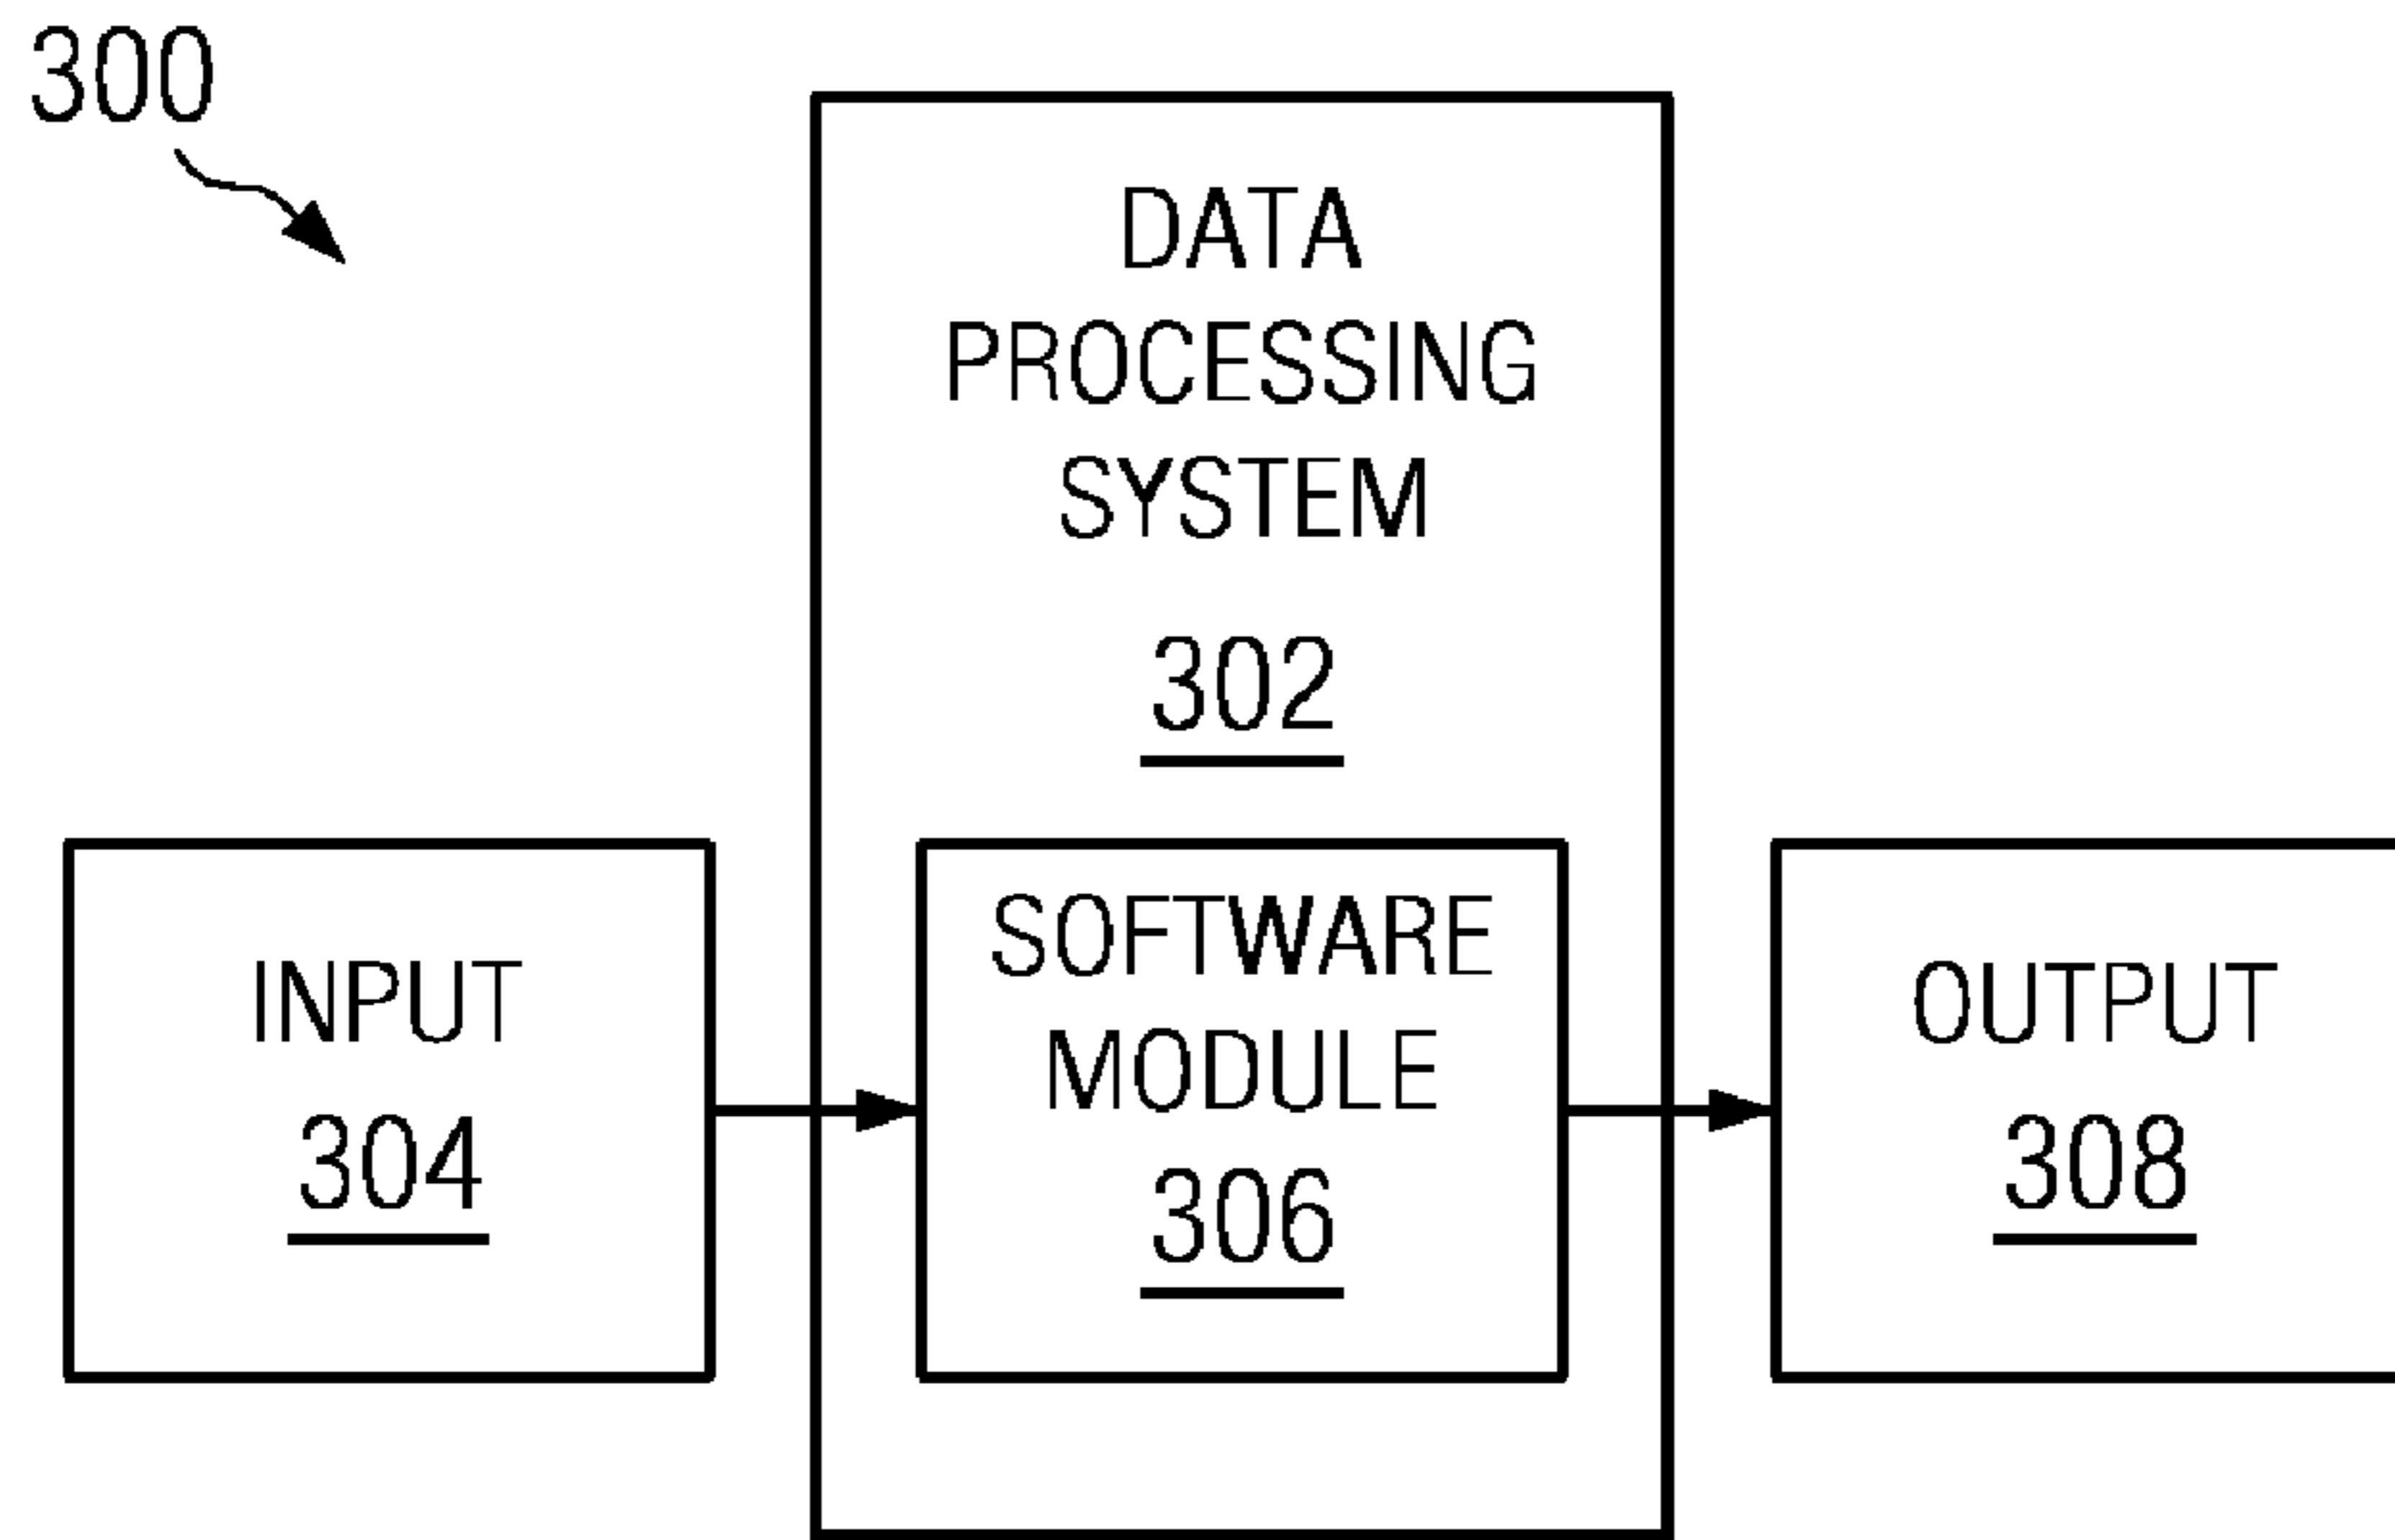 300
DATA
PROCESSING
SYSTEM
302
INPUT
304
SOFTWARE
MODULE
306
OUTPUT
308